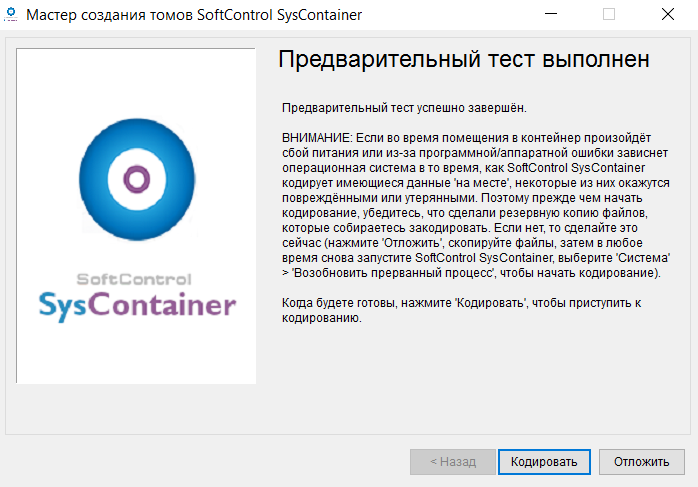 Мастер создания томов SoftControl SysContainer
Предварительный тест выполнен
Предварительный тест успешно завершён.
ВНИМАНИЕ: Если во время помещения в контейнер произойдёт
сбой питания или из-за программной/аппаратной ошибки зависнет
операционная система в то время, как SoftControl SysContainer
кодирует имеющиеся данные 'на месте', некоторые из них окажутся
повреждёнными или утерянными. Поэтому прежде чем начать
кодирование, убедитесь, что сделали резервную копию файлов,
которые собираетесь закодировать. Если нет, то сделайте это
сейчас (нажмите 'Отложить', скопируйте файлы, затем в любое
время снова запустите SoftControl SysContainer, выберите 'Система'
> 'Возобновить прерванный процесс', чтобы начать кодирование).
Когда будете готовы, нажмите 'Кодировать', чтобы приступить к
кодированию.
SoftControl
SysContainer
< Назад
Кодировать
Отложить